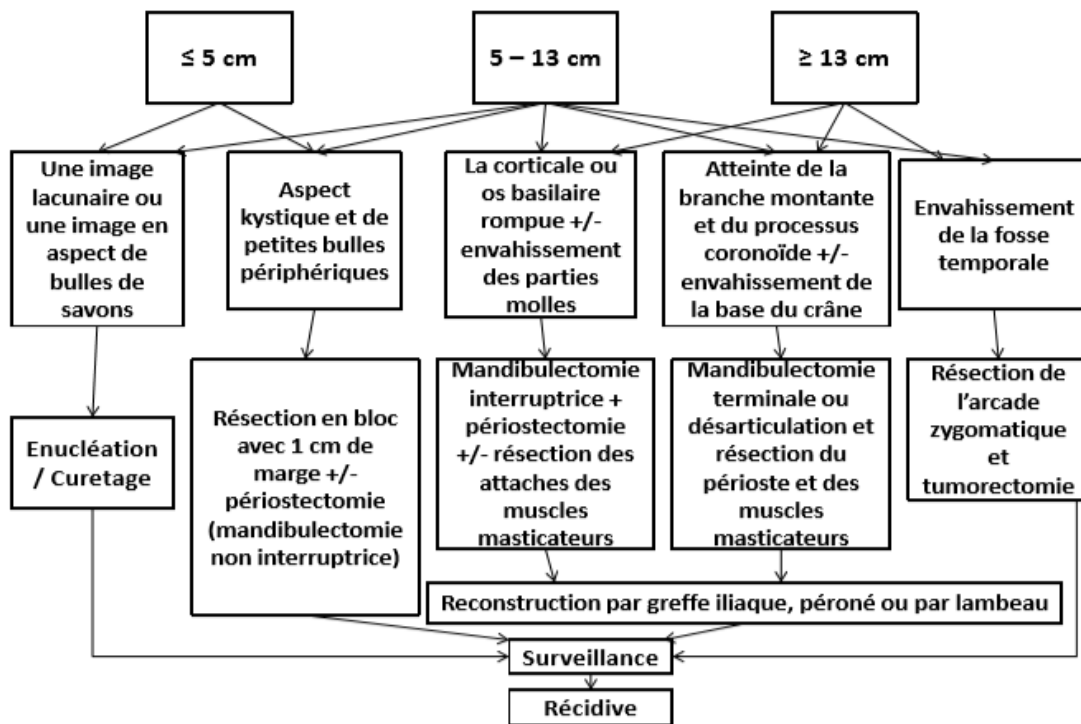 ≤ 5 cm
5 – 13 cm
≥ 13 cm
Une image
lacunaire ou
une image en
aspect de
bulles de
savons
Aspect
kystique et de
petites bulles
périphériques
La corticale ou
os basilaire
rompue +/-
envahissement
des parties
molles
Atteinte de la
branche montante
et du processus
coronoïde +/-
envahissement de
la base du crâne
Envahissement
de la fosse
temporale
Enucléation
/ Curetage
Résection en bloc
avec 1 cm de
marge +/-
périostectomie
(mandibulectomie
non interruptrice)
Mandibulectomie
interruptrice +
périostectomie
+/- résection des
attaches des
muscles
masticateurs
Mandibulectomie
terminale ou
désarticulation et
résection du
périoste et des
muscles
masticateurs
Résection de
l’arcade
zygomatique
et
tumorectomie
Reconstruction par greffe iliaque, péroné ou par lambeau
Surveillance
Récidive